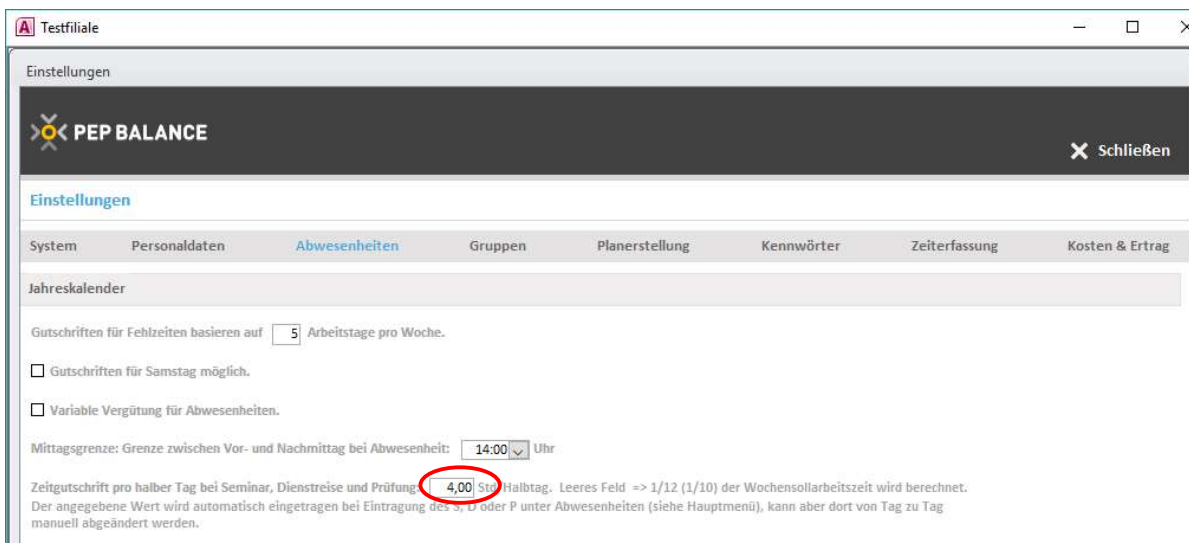 Testfiliale
Einstellungen
PEP BALANCE
Schließen
Einstellungen
System Personaldaten Abwesenheiten Gruppen Planerstellung Kennwörter Zeiterfassung Kosten & Ertrag
Jahreskalender
Gutschriften für Fehlzeiten basieren auf 5 Arbeitstage pro Woche.
Gutschriften für Samstag möglich.
Variable Vergütung für Abwesenheiten.
Mittagsgrenze: Grenze zwischen Vor- und Nachmittag bei Abwesenheit: 14:00 Uhr
Zeitgutschrift pro halber Tag bei Seminar, Dienstreise und Prüfung: 4,00 Std/Halbtag. Leeres Feld => 1/12 (1/10) der Wochensollarbeitszeit wird berechnet.
Der angegebene Wert wird automatisch eingetragen bei Eintragung des S, D oder P unter Abwesenheiten (siehe Hauptmenü), kann aber dort von Tag zu Tag
manuell abgeändert werden.